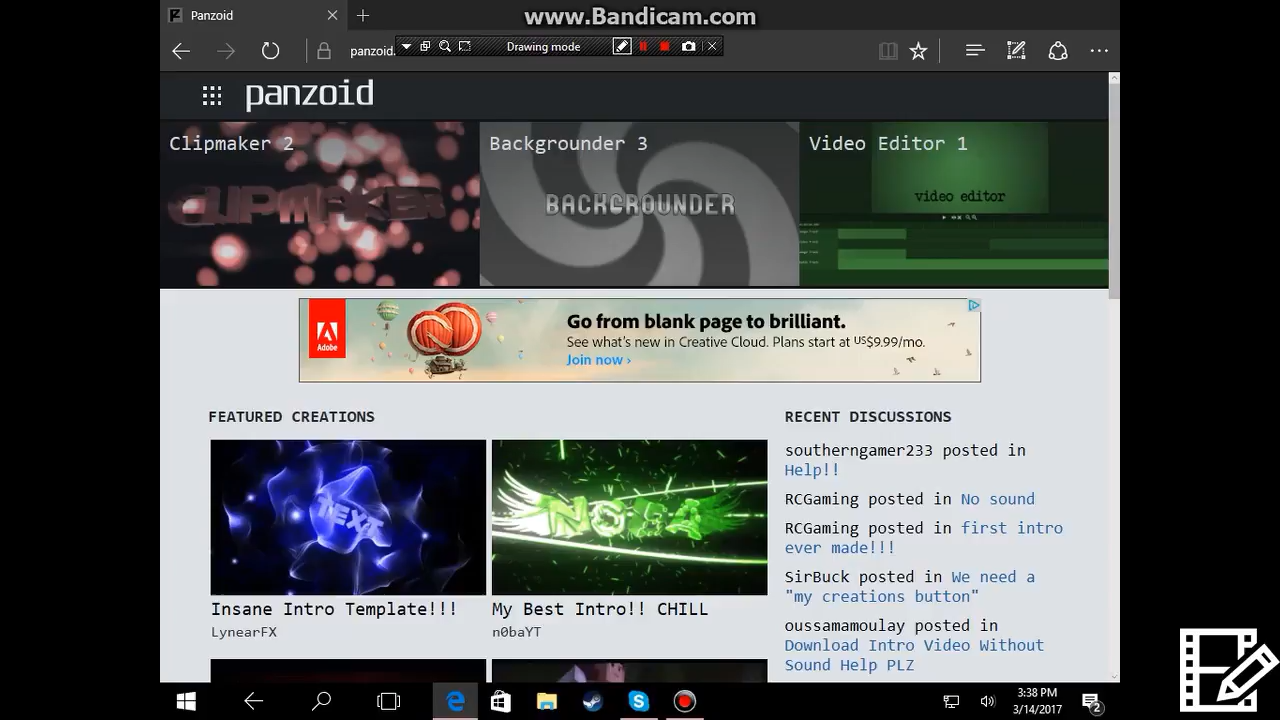 www.Bandicam.com
Panzoid
panzoid.
Drawing mode
panzoid
Clipmaker 2
Backgrounder 3
Video Editor 1
CLIPMAKER
BACKGROUNDER
video editor
Adobe
Go from blank page to brilliant.
See what's new in Creative Cloud. Plans start at US$9.99/mo.
Join now ›
FEATURED CREATIONS
TEXT
Insane Intro Template!!!
LynearFX
My Best Intro!! CHILL
n0baYT
RECENT DISCUSSIONS
southerngamer233 posted in
Help!!
RCGaming posted in No sound
RCGaming posted in first intro
ever made!!!
SirBuck posted in We need a
"my creations button"
oussamamoulay posted in
Download Intro Video Without
Sound Help PLZ
3:38 PM
3/14/2017
2